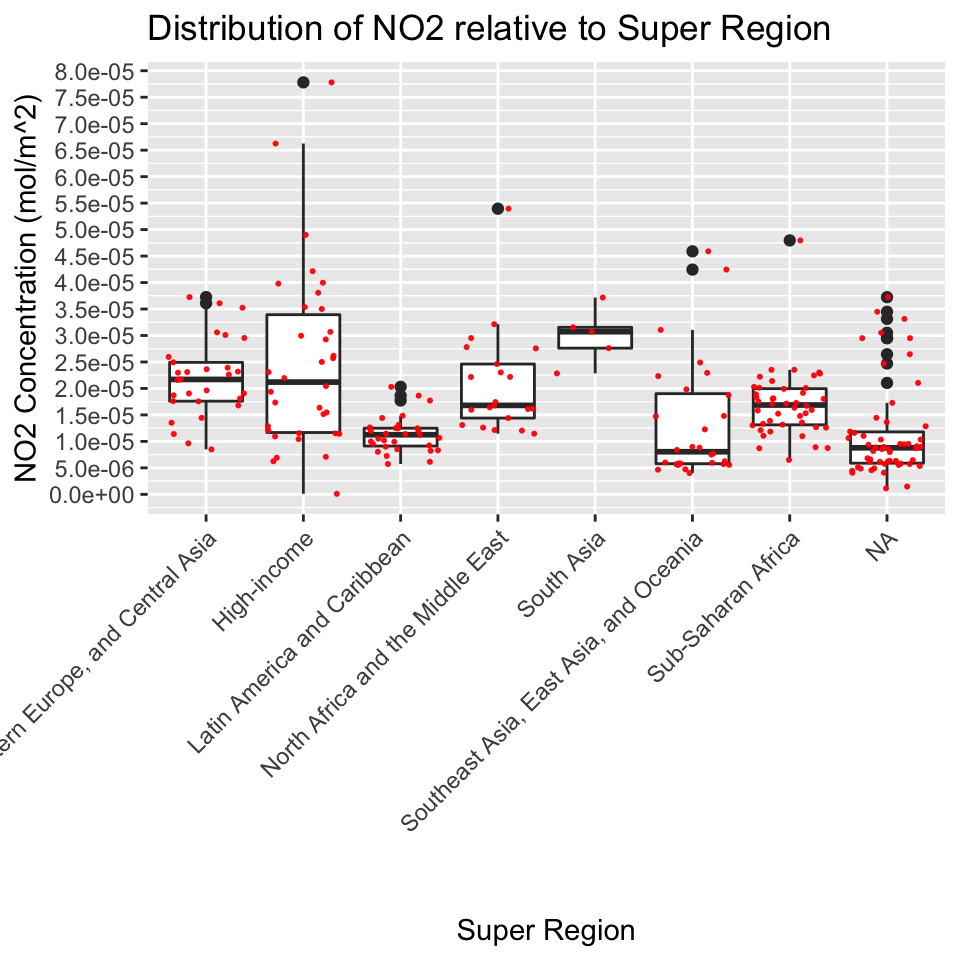 Distribution of NO2 relative to Super Region
NO2 Concentration (mol/m^2)
8.0e-05
7.5e-05
7.0e-05
6.5e-05
6.0e-05
5.5e-05
5.0e-05
4.5e-05
4.0e-05
3.5e-05
3.0e-05
2.5e-05
2.0e-05
1.5e-05
1.0e-05
5.0e-06
0.0e+00
Europe, and Central Asia
High-income
Latin America and Caribbean
North Africa and the Middle East
South Asia
Southeast Asia, East Asia, and Oceania
Sub-Saharan Africa
NA
Super Region